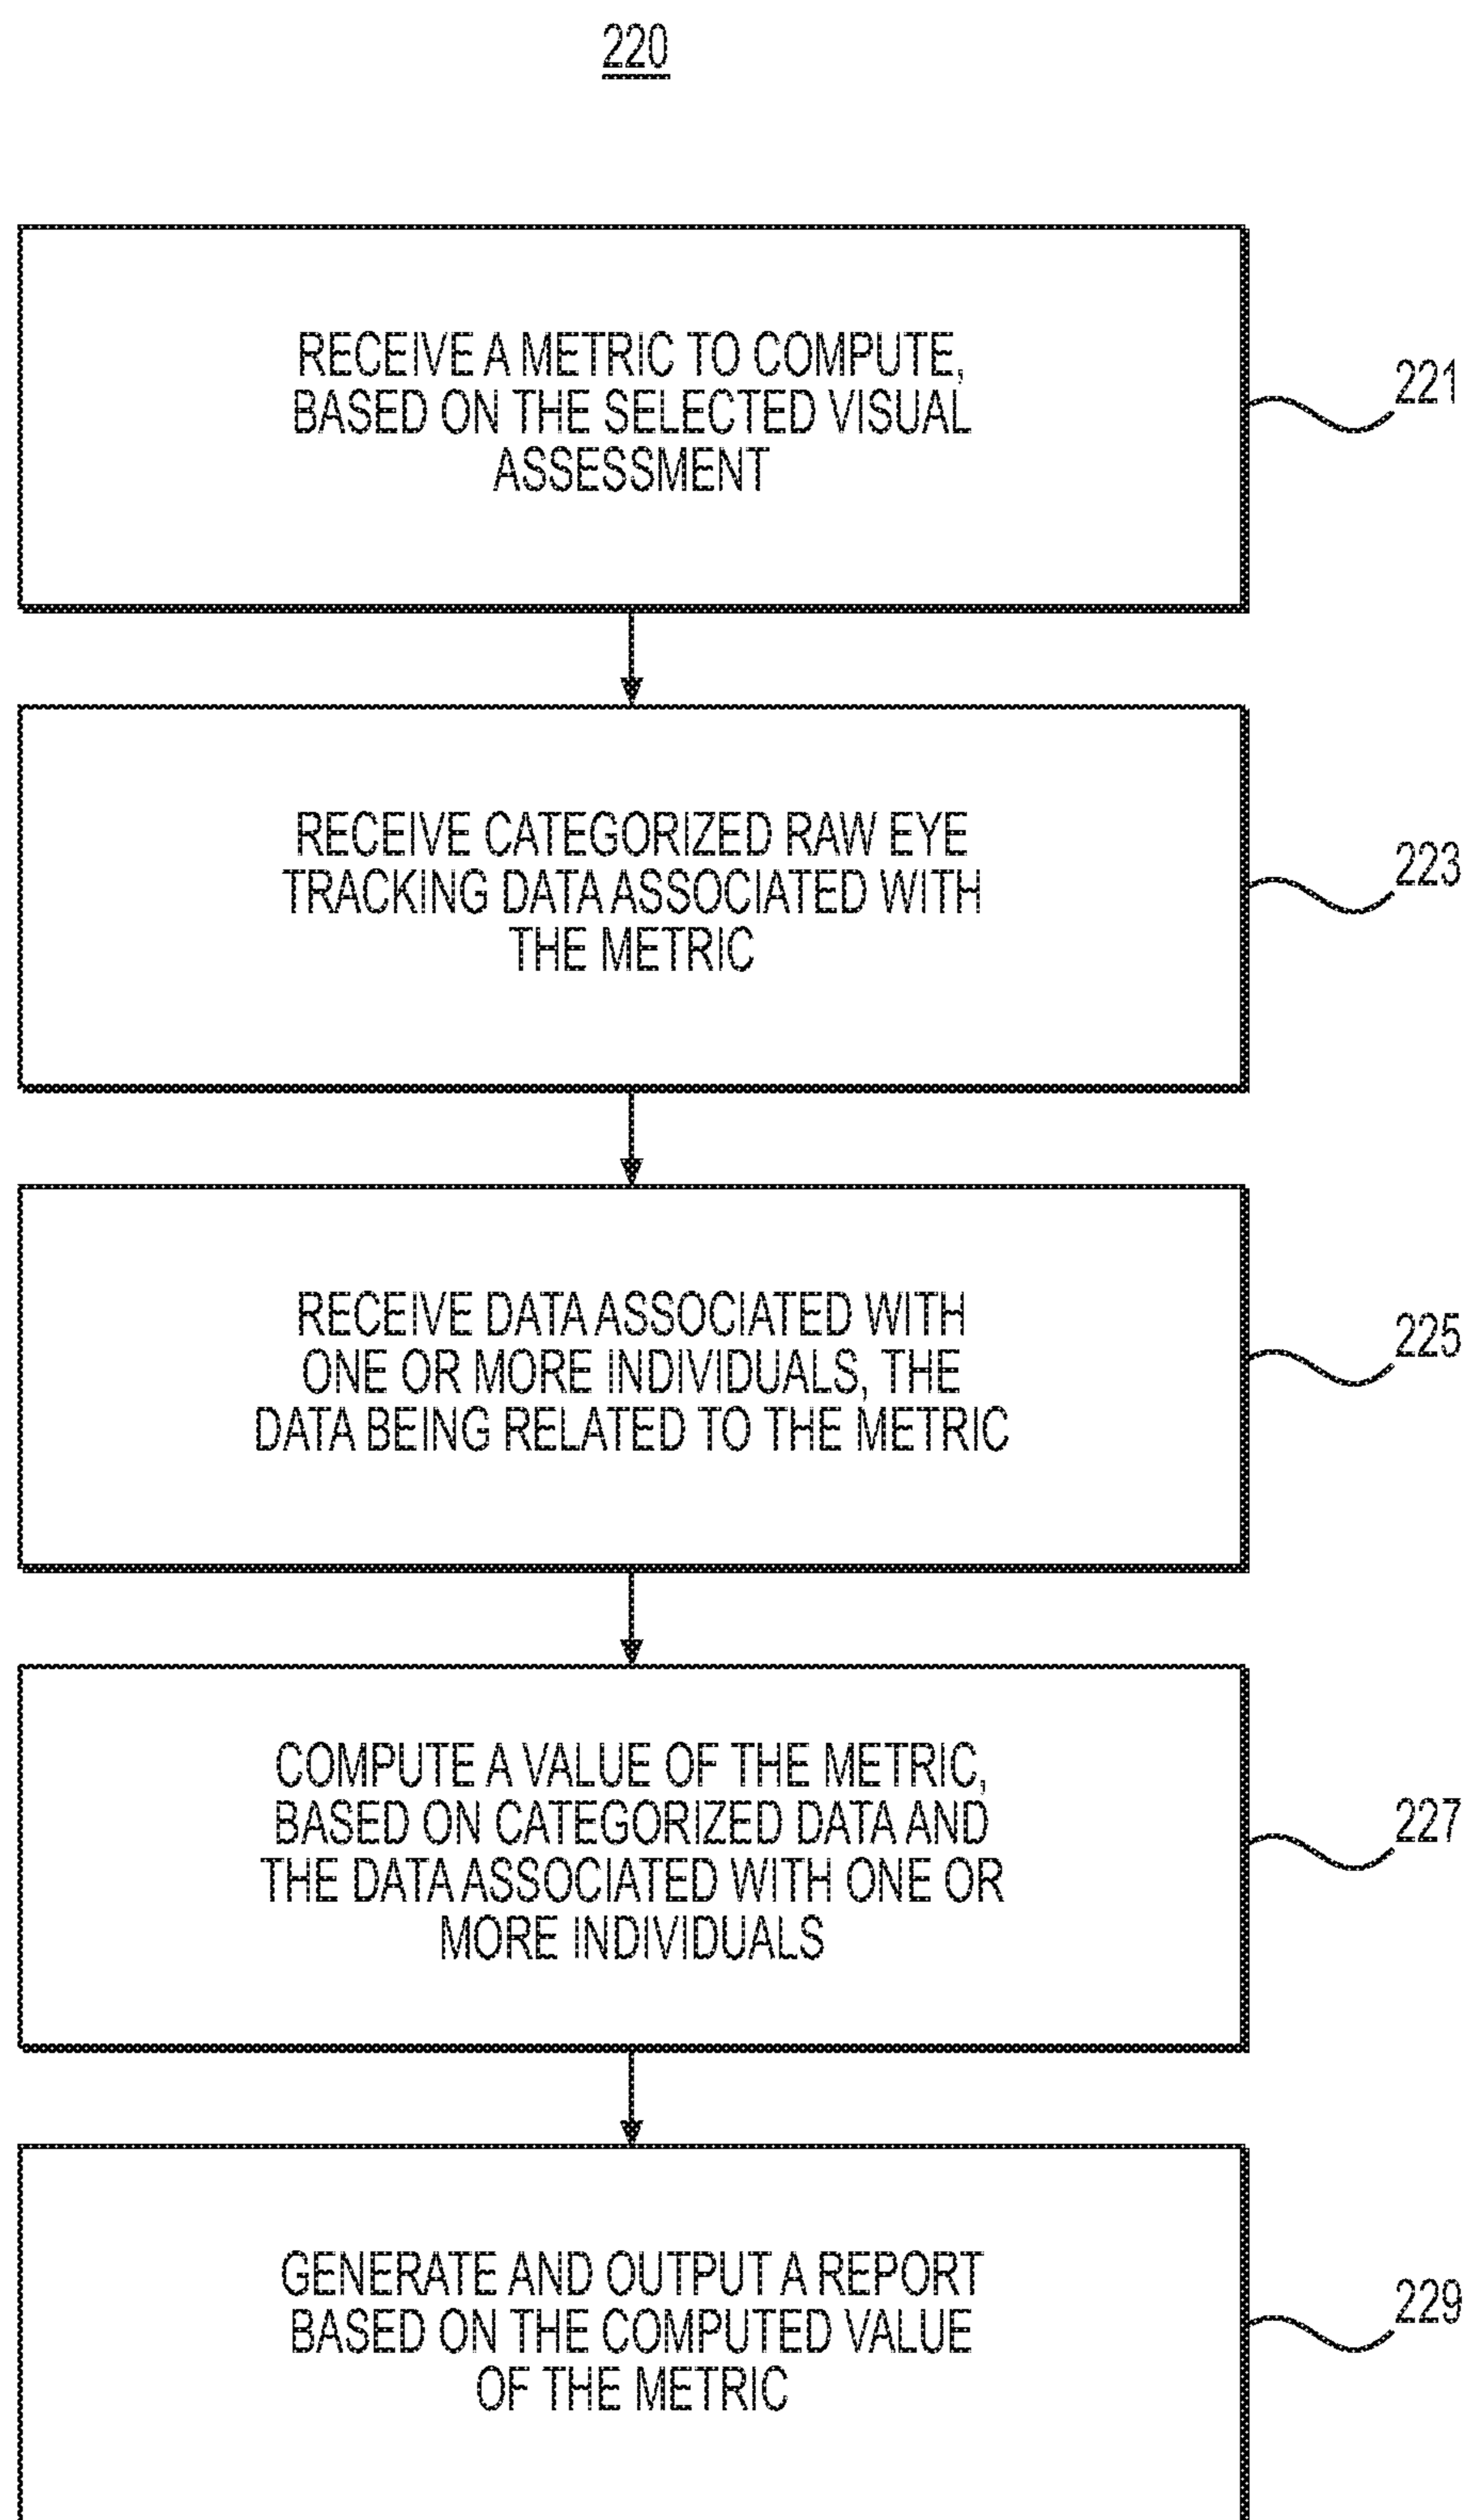 220
RECEIVE A METRIC TO COMPUTE,
BASED ON THE SELECTED VISUAL
ASSESSMENT
221
RECEIVE CATEGORIZED RAW EYE
TRACKING DATA ASSOCIATED WITH
THE METRIC
223
RECEIVE DATA ASSOCIATED WITH
ONE OR MORE INDIVIDUALS, THE
DATA BEING RELATED TO THE METRIC
225
COMPUTE A VALUE OF THE METRIC,
BASED ON CATEGORIZED DATA AND
THE DATA ASSOCIATED WITH ONE OR
MORE INDIVIDUALS
227
GENERATE AND OUTPUT A REPORT
BASED ON THE COMPUTED VALUE
OF THE METRIC
229